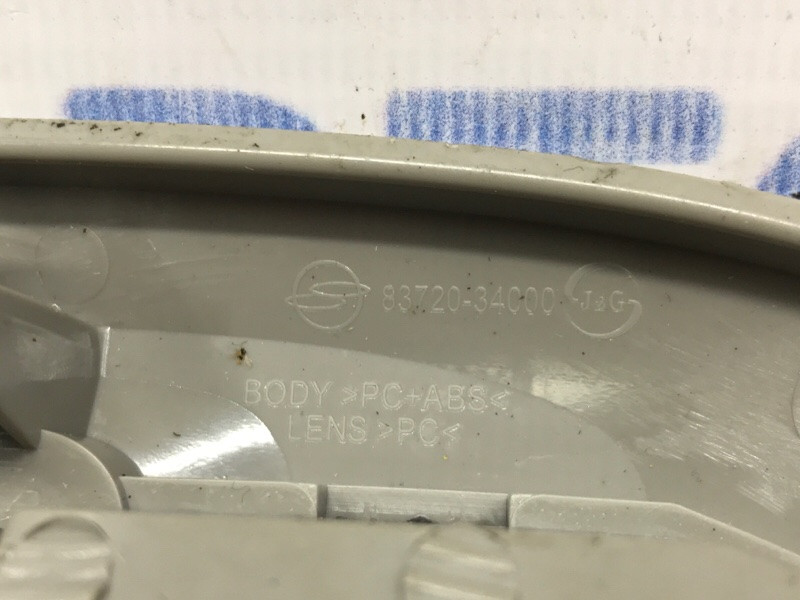 83720-34000 J&G
BODY >PC+ABS<
LENS >PC<